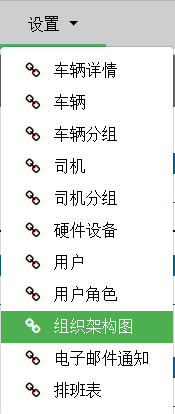 设置
车辆详情
车辆
车辆分组
司机
司机分组
硬件设备
用户
用户角色
组织架构图
电子邮件通知
排班表